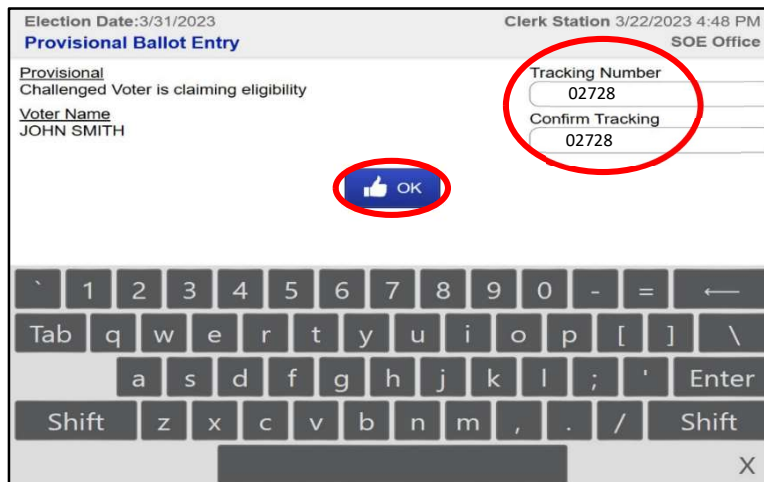 Election Date:3/31/2023
Clerk Station 3/22/2023 4:48 PM
Provisional Ballot Entry
SOE Office
Provisional
Challenged Voter is claiming eligibility
Voter Name
JOHN SMITH
Tracking Number
02728
Confirm Tracking
02728
OK
` 1 2 3 4 5 6 7 8 9 0 - = ←
Tab q w e r t y u i o p [ ] \
a s d f g h j k l ; ' Enter
Shift z x c v b n m , . / Shift
X